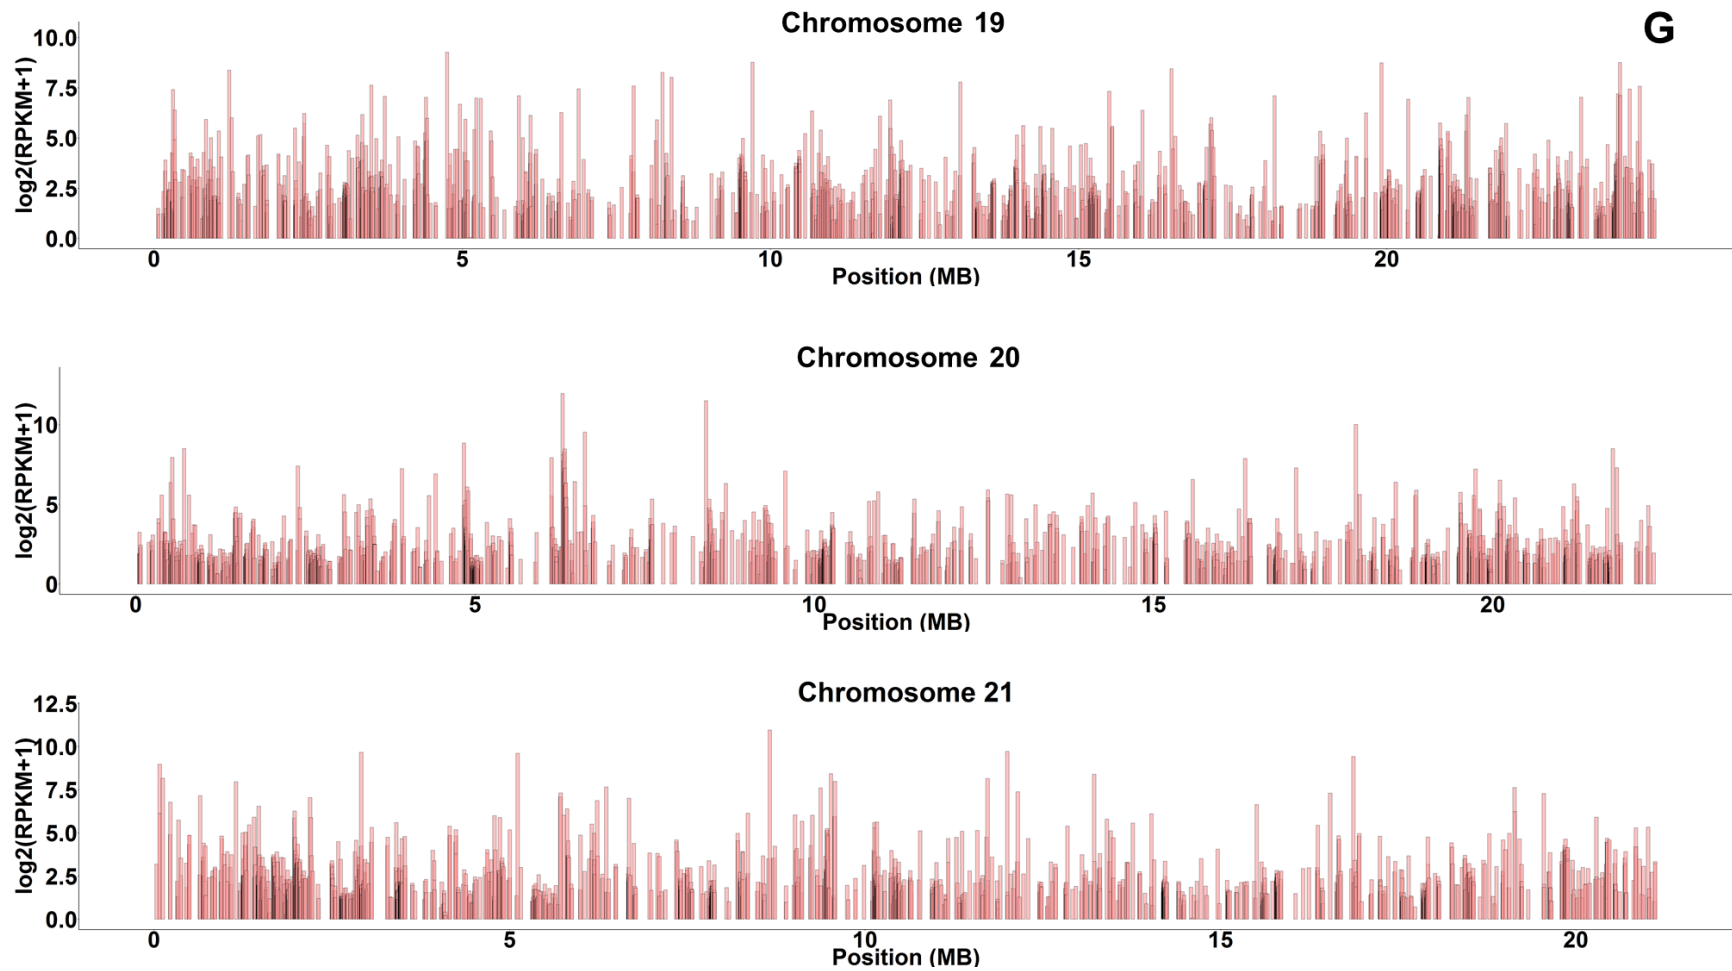 Chromosome 19
G
log2(RPKM+1)
10.0
7.5
5.0
2.5
0.0
0 5 10 15 20
Position (MB)
Chromosome 20
log2(RPKM+1)
10
5
0
0 5 10 15 20
Position (MB)
Chromosome 21
log2(RPKM+1)
12.5
10.0
7.5
5.0
2.5
0.0
0 5 10 15 20
Position (MB)